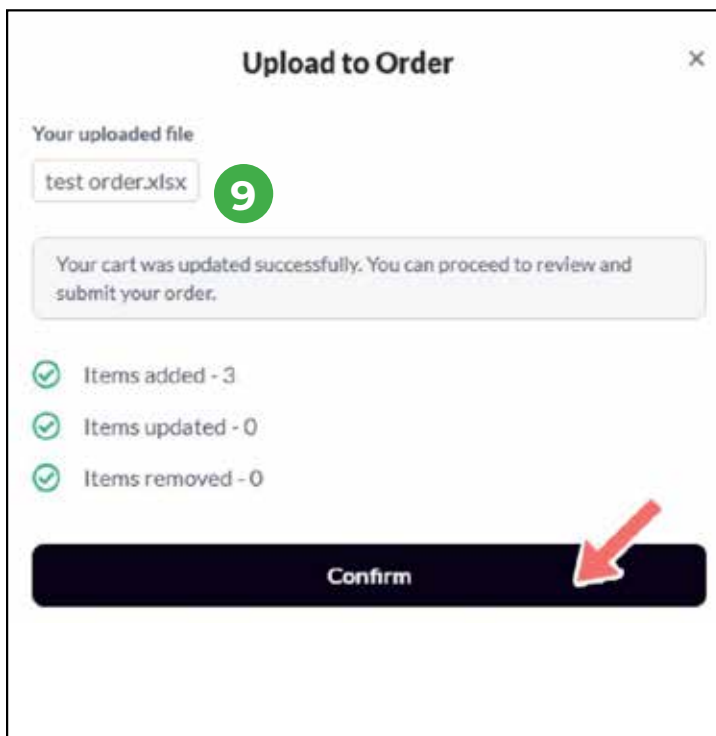 Upload to Order
×
Your uploaded file
test order.xlsx
9
Your cart was updated successfully. You can proceed to review and
submit your order.
Items added - 3
Items updated - 0
Items removed - 0
Confirm